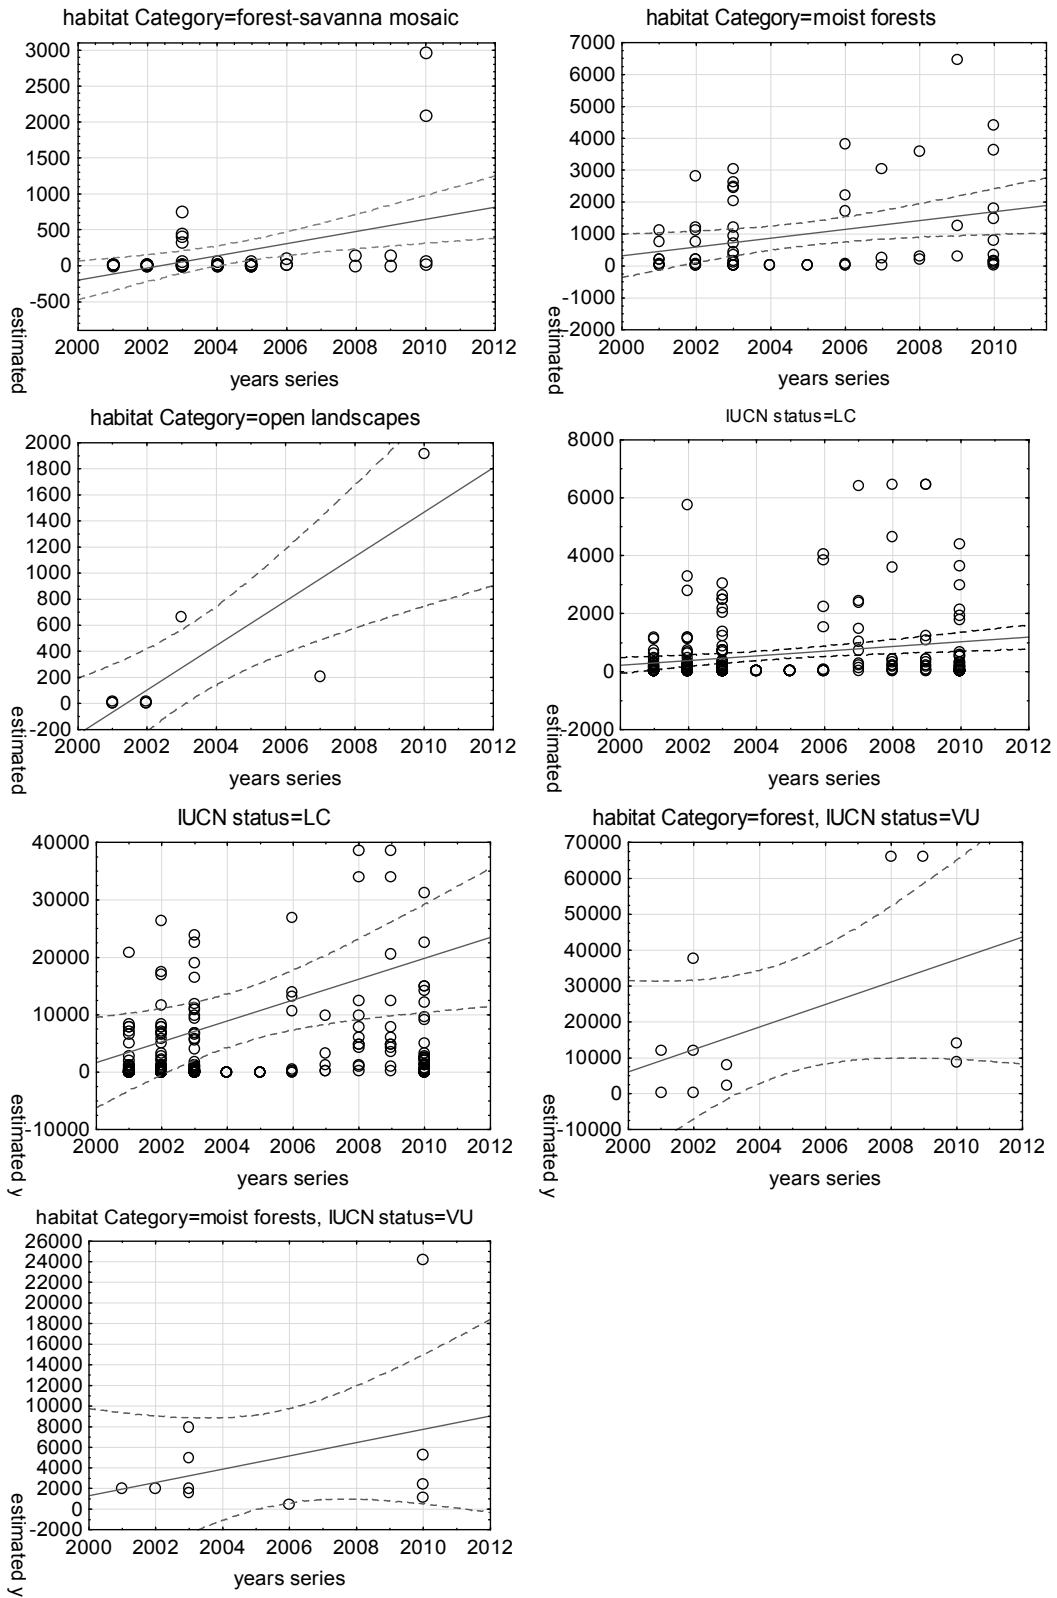 habitat Category=forest-savanna mosaic
3000
2500
2000
1500
1000
500
0
-500
estimated
2000 2002 2004 2006 2008 2010 2012
years series
habitat Category=moist forests
7000
6000
5000
4000
3000
2000
1000
0
-1000
-2000
estimated
2000 2002 2004 2006 2008 2010
years series
habitat Category=open landscapes
2000
1800
1600
1400
1200
1000
800
600
400
200
0
-200
estimated
2000 2002 2004 2006 2008 2010 2012
years series
IUCN status=LC
8000
6000
4000
2000
0
-2000
estimated
2000 2002 2004 2006 2008 2010 2012
years series
IUCN status=LC
40000
30000
20000
10000
0
-10000
estimated y
2000 2002 2004 2006 2008 2010 2012
years series
habitat Category=forest, IUCN status=VU
70000
60000
50000
40000
30000
20000
10000
0
-10000
estimated y
2000 2002 2004 2006 2008 2010 2012
years series
habitat Category=moist forests, IUCN status=VU
26000
24000
22000
20000
18000
16000
14000
12000
10000
8000
6000
4000
2000
0
-2000
estimated y
2000 2002 2004 2006 2008 2010 2012
years series